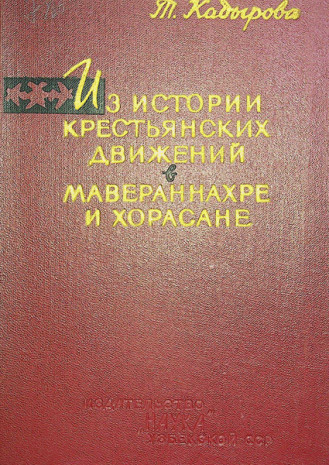 Т. Кадырова
Из истории
крестьянских
движений
в
Мавераннахре
и Хорасане
Издательство
"НАУКА"
Узбекской ССР